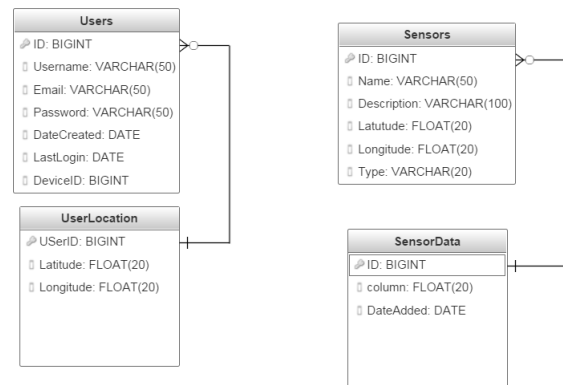 Users
ID: BIGINT
Username: VARCHAR(50)
Email: VARCHAR(50)
Password: VARCHAR(50)
DateCreated: DATE
LastLogin: DATE
DeviceID: BIGINT
UserLocation
USerID: BIGINT
Latitude: FLOAT(20)
Longitude: FLOAT(20)
Sensors
ID: BIGINT
Name: VARCHAR(50)
Description: VARCHAR(100)
Latutude: FLOAT(20)
Longitude: FLOAT(20)
Type: VARCHAR(20)
SensorData
ID: BIGINT
column: FLOAT(20)
DateAdded: DATE